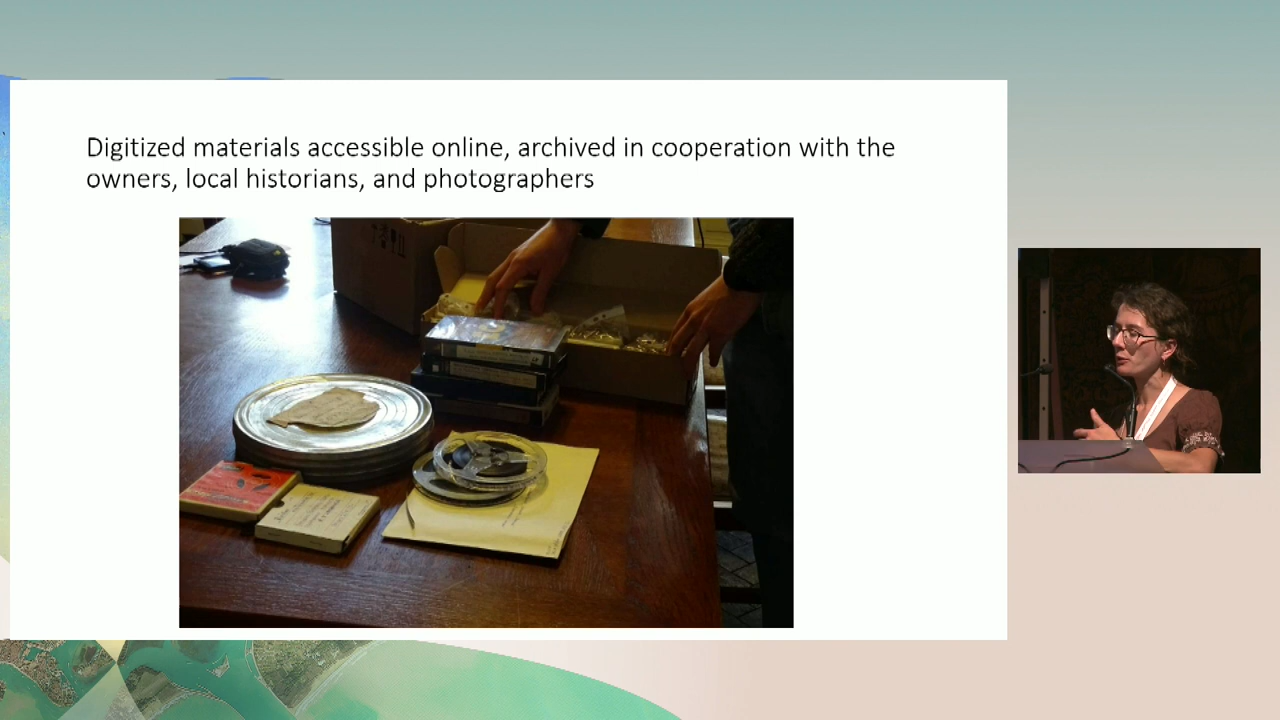 Digitized materials accessible online, archived in cooperation with the
owners, local historians, and photographers